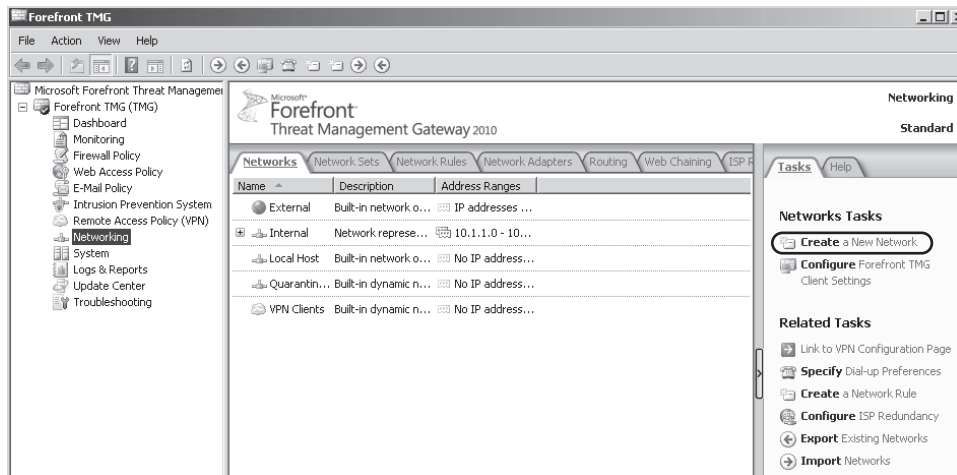 Forefront TMG
File Action View Help
Microsoft Forefront Threat Managemer
Forefront TMG (TMG)
Dashboard
Monitoring
Firewall Policy
Web Access Policy
E-Mail Policy
Intrusion Prevention System
Remote Access Policy (VPN)
Networking
System
Logs & Reports
Update Center
Troubleshooting
Microsoft
Forefront
Threat Management Gateway 2010
Networking
Standard
Networks Network Sets Network Rules Network Adapters Routing Web Chaining ISP
Name Description Address Ranges
External Built-in network o... IP addresses ...
Internal Network represe... 10.1.1.0 - 10...
Local Host Built-in network o... No IP address...
Quarantin... Built-in dynamic n... No IP address...
VPN Clients Built-in dynamic n... No IP address...
Tasks Help
Networks Tasks
Create a New Network
Configure Forefront TMG
Client Settings
Related Tasks
Link to VPN Configuration Page
Specify Dial-up Preferences
Create a Network Rule
Configure ISP Redundancy
Export Existing Networks
Import Networks